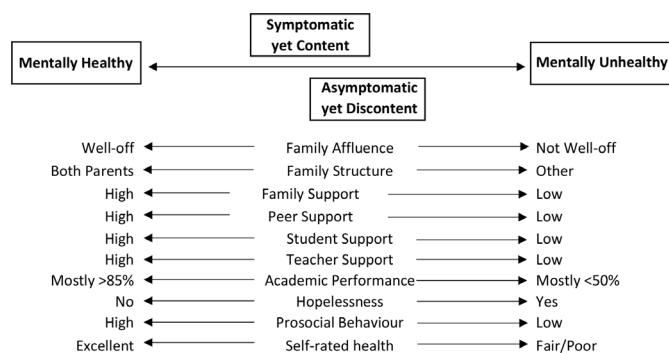 Symptomatic
yet Content
Mentally Healthy
Mentally Unhealthy
Asymptomatic
yet Discontent
Well-off Family Affluence Not Well-off
Both Parents Family Structure Other
High Family Support Low
High Peer Support Low
High Student Support Low
High Teacher Support Low
Mostly >85% Academic Performance Mostly <50%
No Hopelessness Yes
High Prosocial Behaviour Low
Excellent Self-rated health Fair/Poor